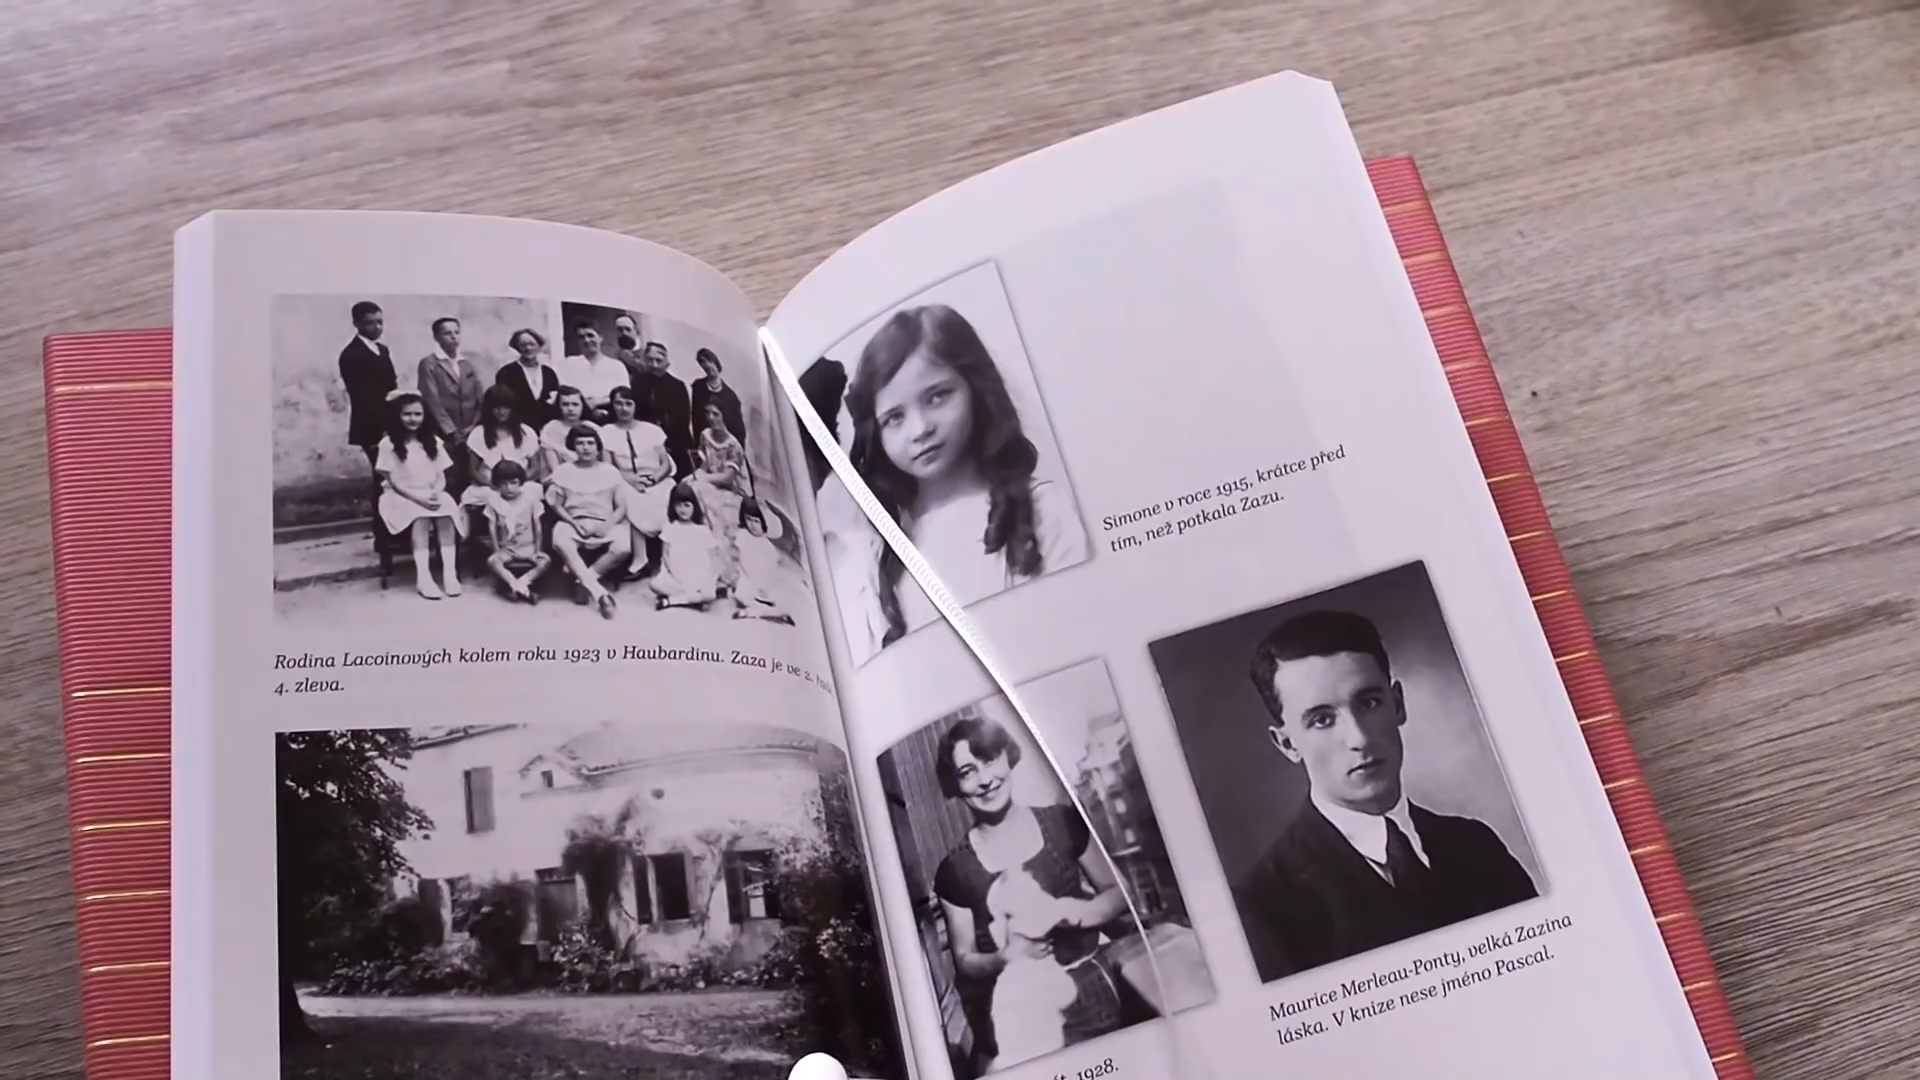 Rodina Lacoinových kolem roku 1923 v Haubardinu. Zaza je ve 2.
4. zleva.
Simone v roce 1915, krátce před
tím, než potkala Zazu.
Maurice Merleau-Ponty, velká Zazina
láska. V knize nese jméno Pascal.
1928.